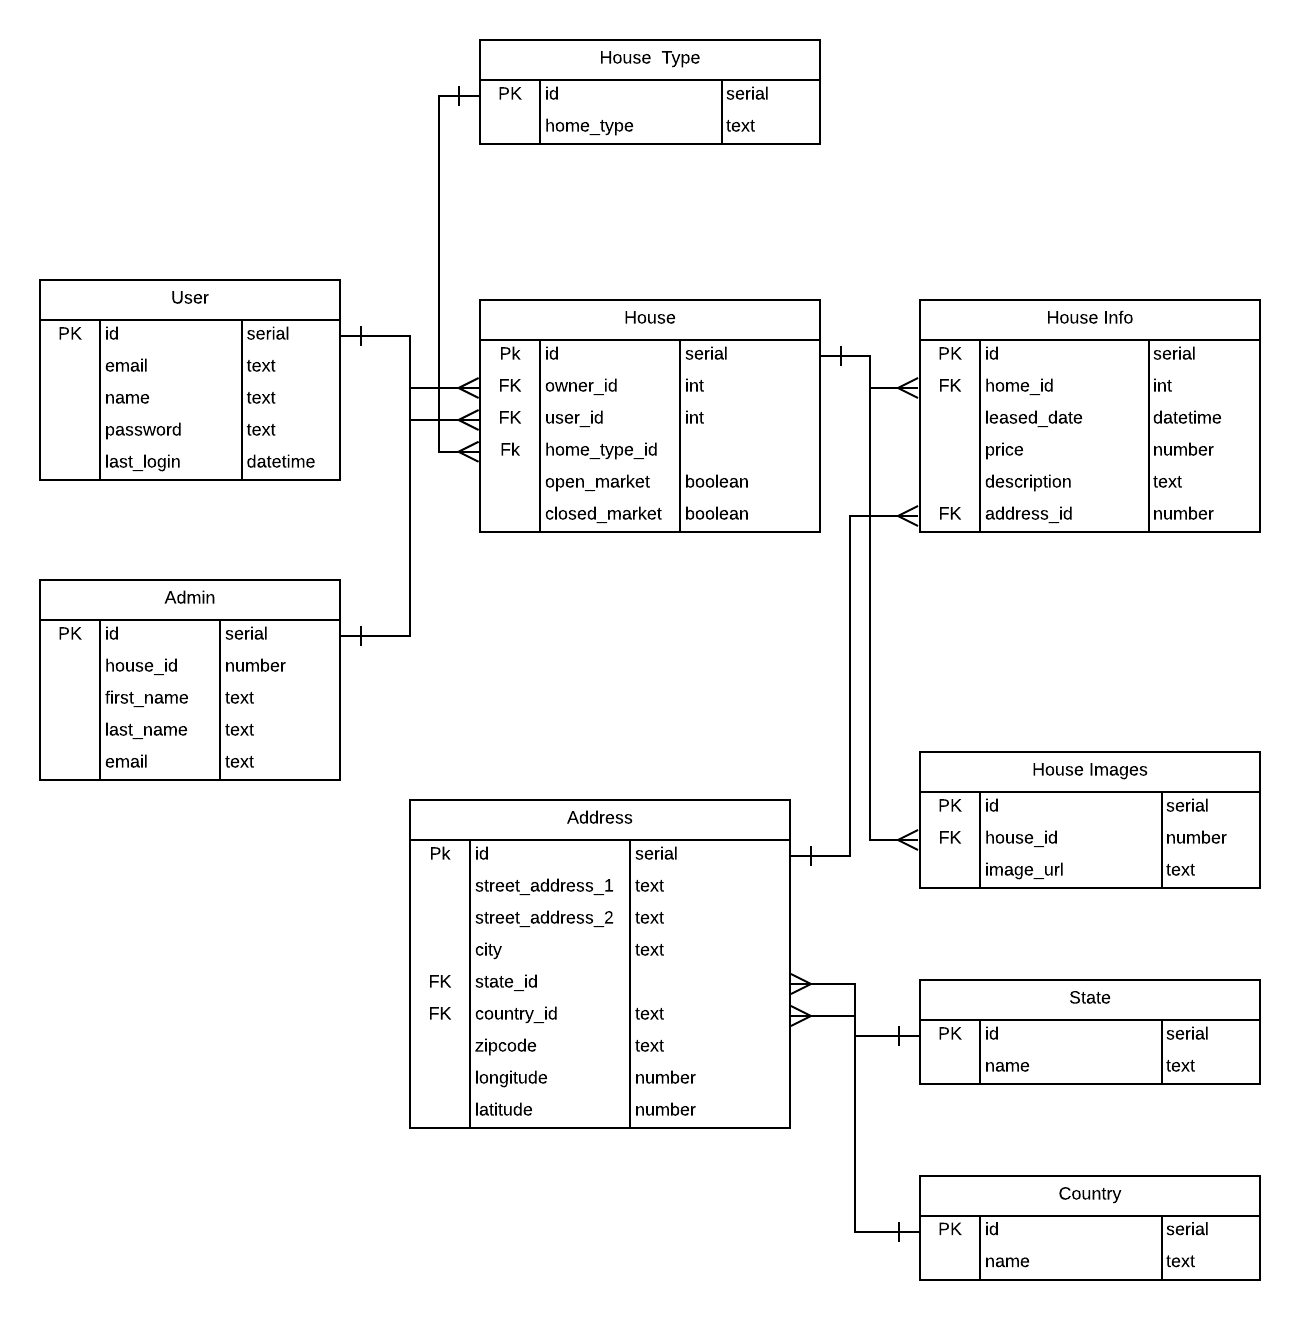 House  Type
PK id serial
home_type text
User
PK id serial
email text
name text
password text
last_login datetime
House
Pk id serial
FK owner_id int
FK user_id int
Fk home_type_id
open_market boolean
closed_market boolean
House Info
PK id serial
FK home_id int
leased_date datetime
price number
description text
FK address_id number
Admin
PK id serial
house_id number
first_name text
last_name text
email text
House Images
PK id serial
FK house_id number
image_url text
Address
Pk id serial
street_address_1 text
street_address_2 text
city text
FK state_id
FK country_id text
zipcode text
longitude number
latitude number
State
PK id serial
name text
Country
PK id serial
name text